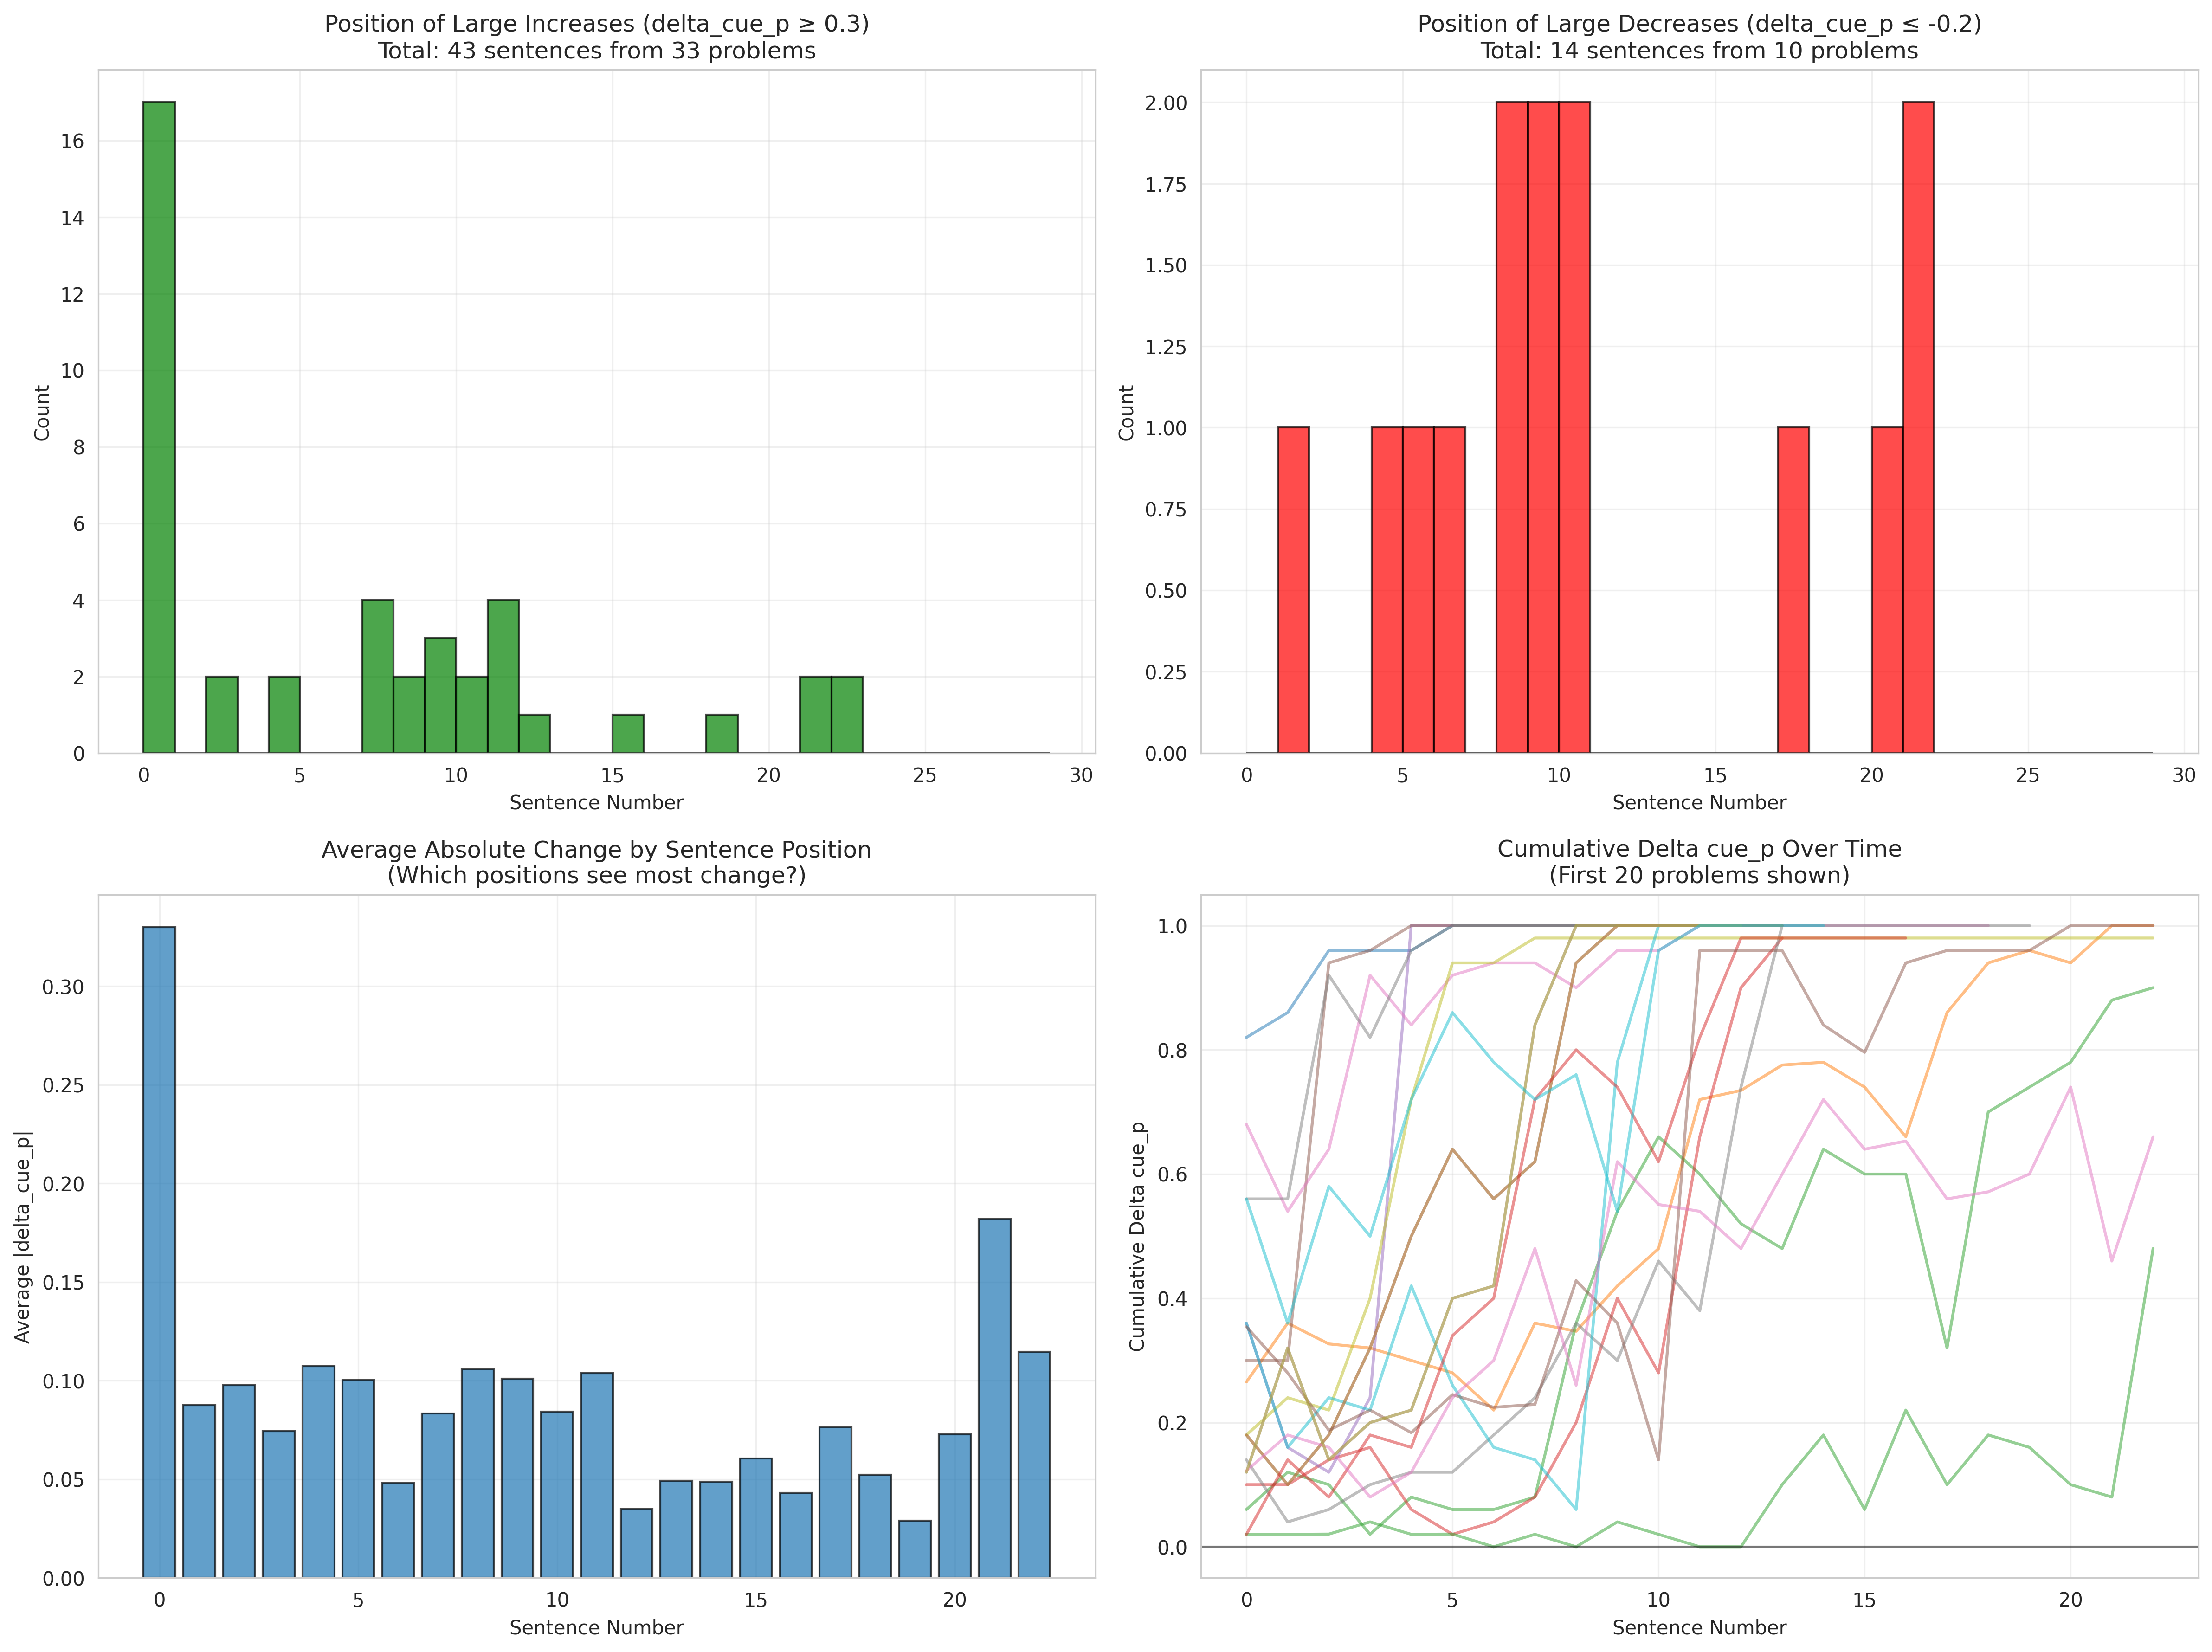 Position of Large Increases (delta_cue_p ≥ 0.3)
Total: 43 sentences from 33 problems
Count
16
14
12
10
8
6
4
2
0
0 5 10 15 20 25 30
Sentence Number
Position of Large Decreases (delta_cue_p ≤ -0.2)
Total: 14 sentences from 10 problems
Count
2.00
1.75
1.50
1.25
1.00
0.75
0.50
0.25
0.00
0 5 10 15 20 25 30
Sentence Number
Average Absolute Change by Sentence Position
(Which positions see most change?)
Average |delta_cue_p|
0.30
0.25
0.20
0.15
0.10
0.05
0.00
0 5 10 15 20
Sentence Number
Cumulative Delta cue_p Over Time
(First 20 problems shown)
Cumulative Delta cue_p
1.0
0.8
0.6
0.4
0.2
0.0
0 5 10 15 20
Sentence Number